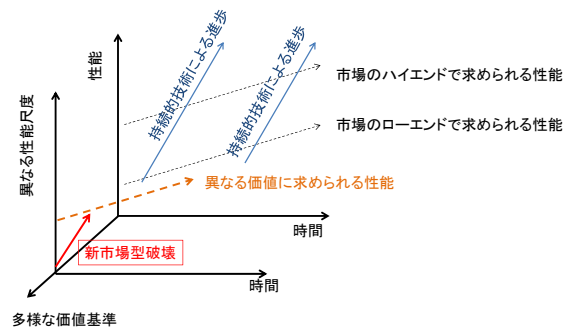 性能
持続的技術による進歩
持続的技術による進歩
市場のハイエンドで求められる性能
市場のローエンドで求められる性能
異なる性能尺度
異なる価値に求められる性能
時間
新市場型破壊
時間
多様な価値基準